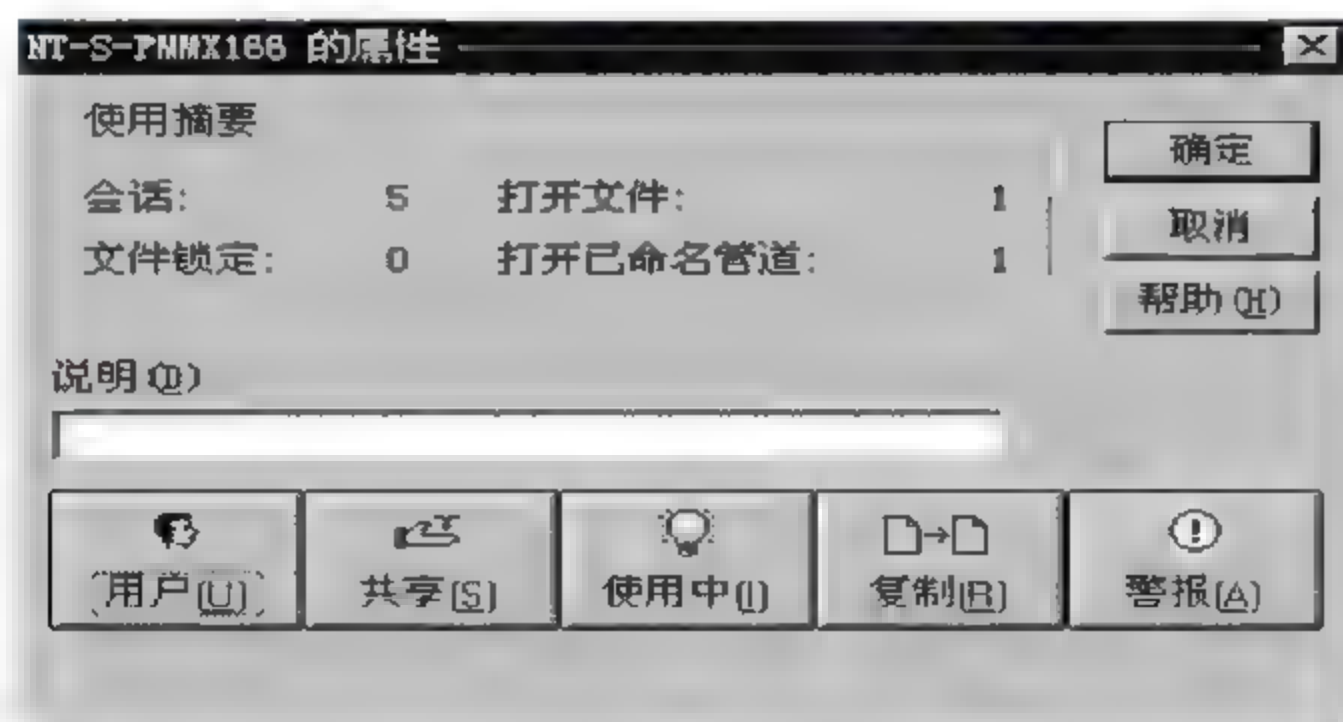 NT-S-PMMX166 的属性
使用摘要
会话: 5 打开文件: 1
文件锁定: 0 打开已命名管道: 1
确定
取消
帮助(H)
说明(D)
用户(U) 共享(S) 使用中(I) 复制(R) 警报(A)